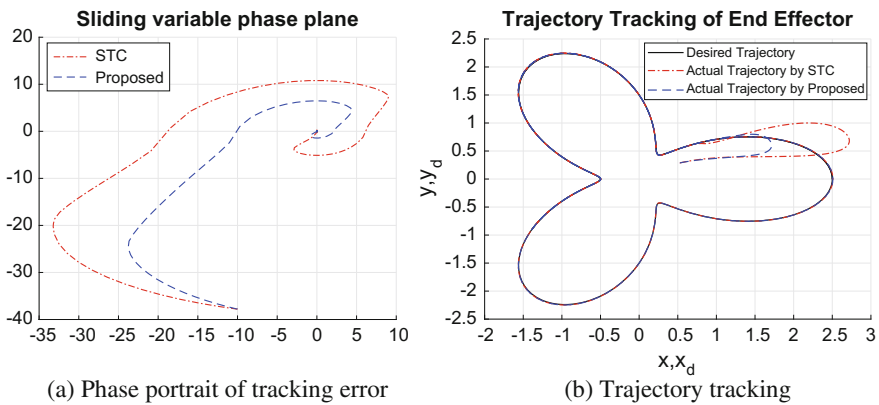 Sliding variable phase plane
20
10
0
-10
-20
-30
-40
-35 -30 -25 -20 -15 -10 -5 0 5 10
STC
Proposed
(a) Phase portrait of tracking error
Trajectory Tracking of End Effector
y,y_d
2.5
2
1.5
1
0.5
0
-0.5
-1
-1.5
-2
-2.5
-2 -1.5 -1 -0.5 0 0.5 1 1.5 2 2.5 3
x,x_d
Desired Trajectory
Actual Trajectory by STC
Actual Trajectory by Proposed
(b) Trajectory tracking